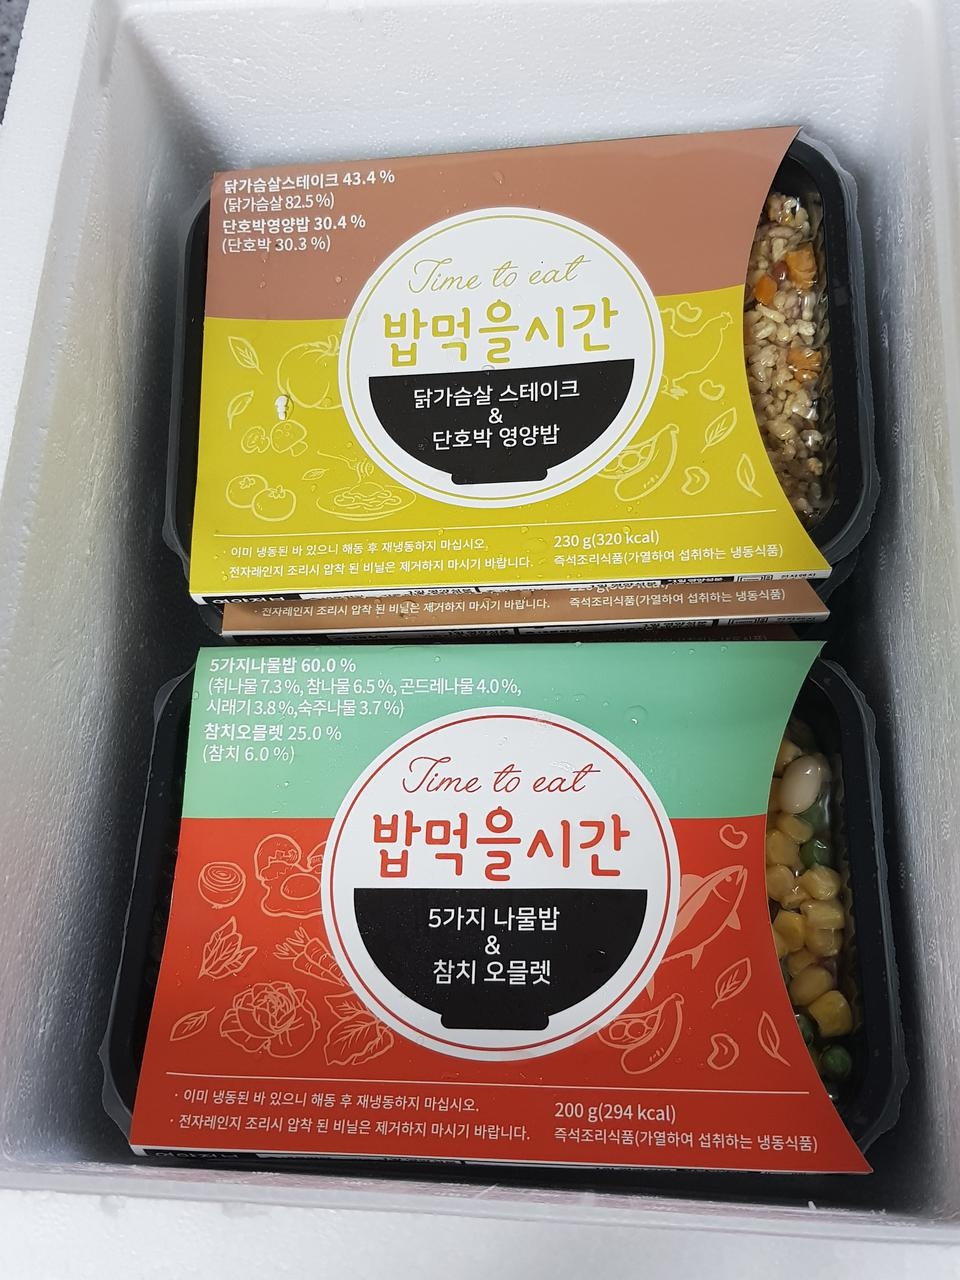 닭가슴살스테이크 43.4 %
(닭가슴살 82.5 %)
단호박영양밥 30.4 %
(단호박 30.3 %)
Time to eat
밥먹을시간
닭가슴살 스테이크
&
단호박 영양밥
· 이미 냉동된 바 있으니 해동 후 재냉동하지 마십시오.
· 전자레인지 조리시 압착 된 비닐은 제거하지 마시기 바랍니다.
230 g(320 kcal)
즉석조리식품(가열하여 섭취하는 냉동식품)
· 전자레인지 조리시 압착 된 비닐은 제거하지 마시기 바랍니다.
즉석조리식품(가열하여 섭취하는 냉동식품)
5가지나물밥 60.0 %
(취나물 7.3 %, 참나물 6.5 %, 곤드레나물 4.0 %,
시래기 3.8 %,숙주나물 3.7 %)
참치오믈렛 25.0 %
(참치 6.0 %)
Time to eat
밥먹을시간
5가지 나물밥
&
참치 오믈렛
· 이미 냉동된 바 있으니 해동 후 재냉동하지 마십시오.
· 전자레인지 조리시 압착 된 비닐은 제거하지 마시기 바랍니다.
200 g(294 kcal)
즉석조리식품(가열하여 섭취하는 냉동식품)